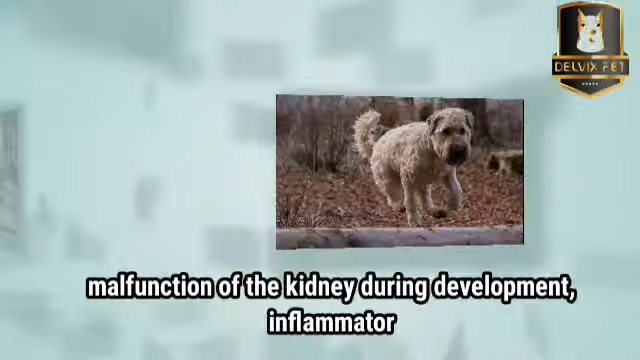 DELVIX PET
malfunction of the kidney during development,
inflammator